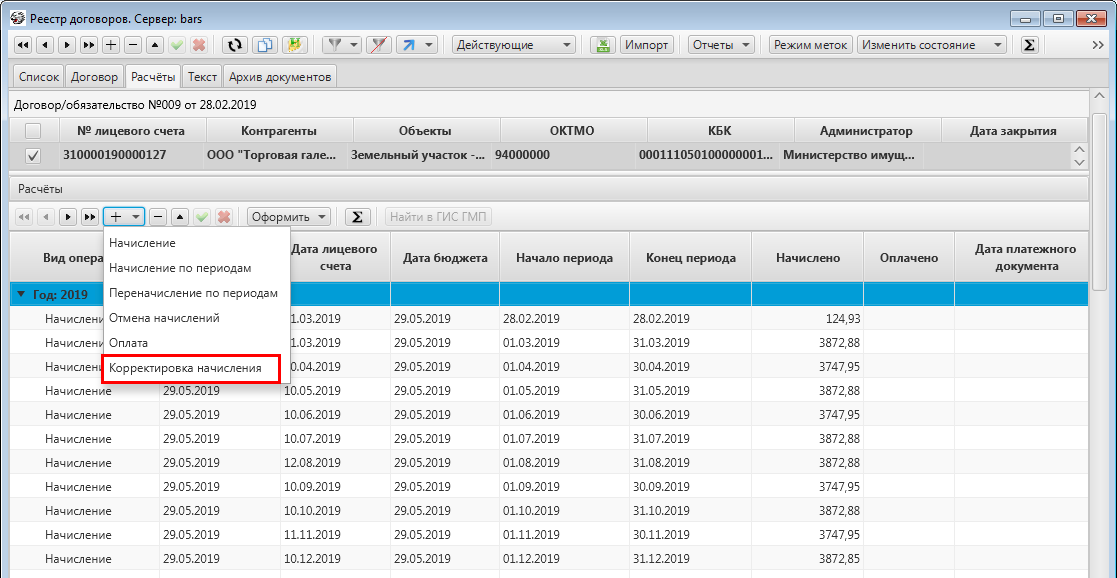 Реестр договоров. Сервер: bars
Действующие Импорт Отчеты Режим меток Изменить состояние Σ »
Список Договор Расчёты Текст Архив документов
Договор/обязательство №009 от 28.02.2019
№ лицевого счета Контрагенты Объекты ОКТМО КБК Администратор Дата закрытия
310000190000127 ООО "Торговая гале... Земельный участок -... 94000000 000111050100000001... Министерство имущ...
Расчёты
Оформить Σ Найти в ГИС ГМП
Начисление
Начисление по периодам
Переначисление по периодам
Отмена начислений
Оплата
Корректировка начисления
Вид опера Дата лицевого счета Дата бюджета Начало периода Конец периода Начислено Оплачено Дата платежного документа
Год: 2019
Начислени 1.03.2019 29.05.2019 28.02.2019 28.02.2019 124,93
Начислени 1.03.2019 29.05.2019 01.03.2019 31.03.2019 3872,88
Начислени 0.04.2019 29.05.2019 01.04.2019 30.04.2019 3747,95
Начисление 29.05.2019 10.05.2019 29.05.2019 01.05.2019 31.05.2019 3872,88
Начисление 29.05.2019 10.06.2019 29.05.2019 01.06.2019 30.06.2019 3747,95
Начисление 29.05.2019 10.07.2019 29.05.2019 01.07.2019 31.07.2019 3872,88
Начисление 29.05.2019 12.08.2019 29.05.2019 01.08.2019 31.08.2019 3872,88
Начисление 29.05.2019 10.09.2019 29.05.2019 01.09.2019 30.09.2019 3747,95
Начисление 29.05.2019 10.10.2019 29.05.2019 01.10.2019 31.10.2019 3872,88
Начисление 29.05.2019 11.11.2019 29.05.2019 01.11.2019 30.11.2019 3747,95
Начисление 29.05.2019 10.12.2019 29.05.2019 01.12.2019 31.12.2019 3872,85